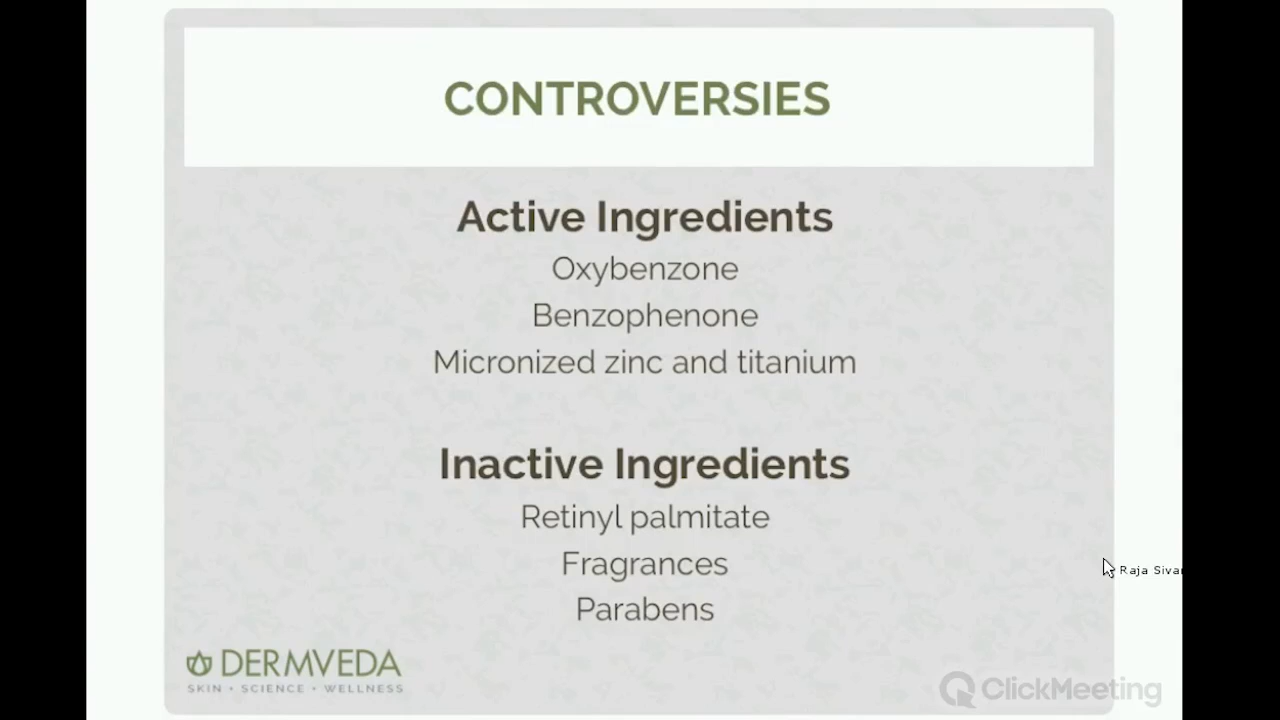 CONTROVERSIES
Active Ingredients
Oxybenzone
Benzophenone
Micronized zinc and titanium
Inactive Ingredients
Retinyl palmitate
Fragrances
Parabens
Raja
DERMVEDA
SKIN • SCIENCE • WELLNESS
ClickMeeting